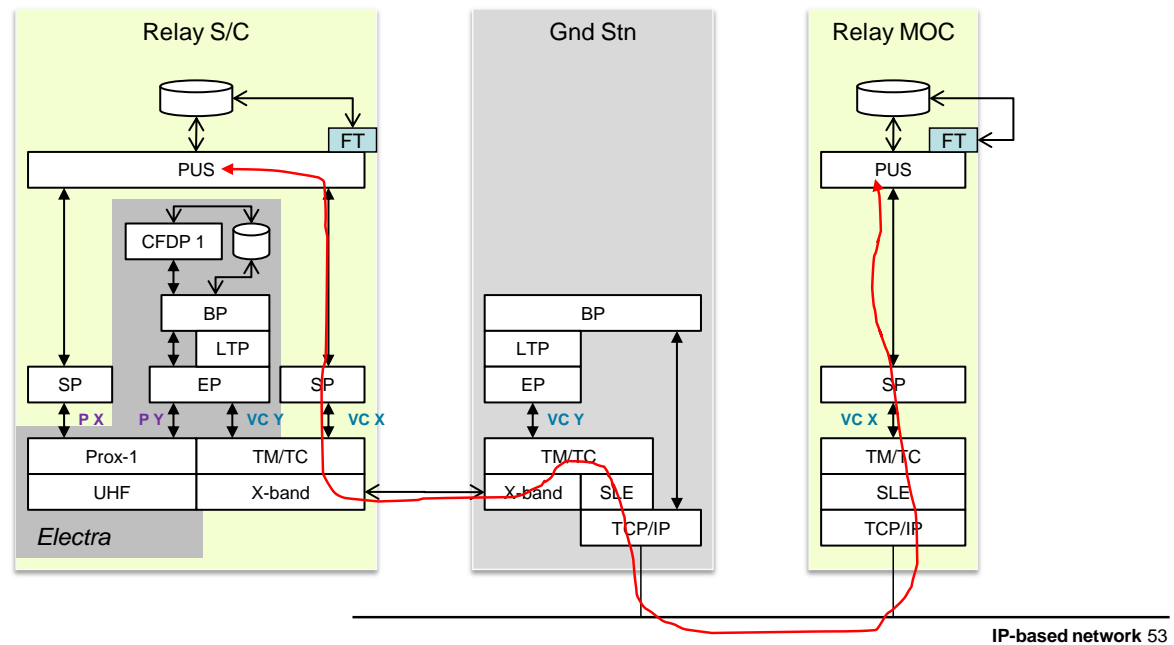 Relay S/C
Gnd Stn
Relay MOC
FT
FT
PUS
PUS
CFDP 1
BP
BP
LTP
LTP
SP
EP
SP
EP
SP
P X
P Y
VC Y
VC X
VC Y
VC X
Prox-1
TM/TC
TM/TC
TM/TC
UHF
X-band
X-band
SLE
SLE
Electra
TCP/IP
TCP/IP
IP-based network 53